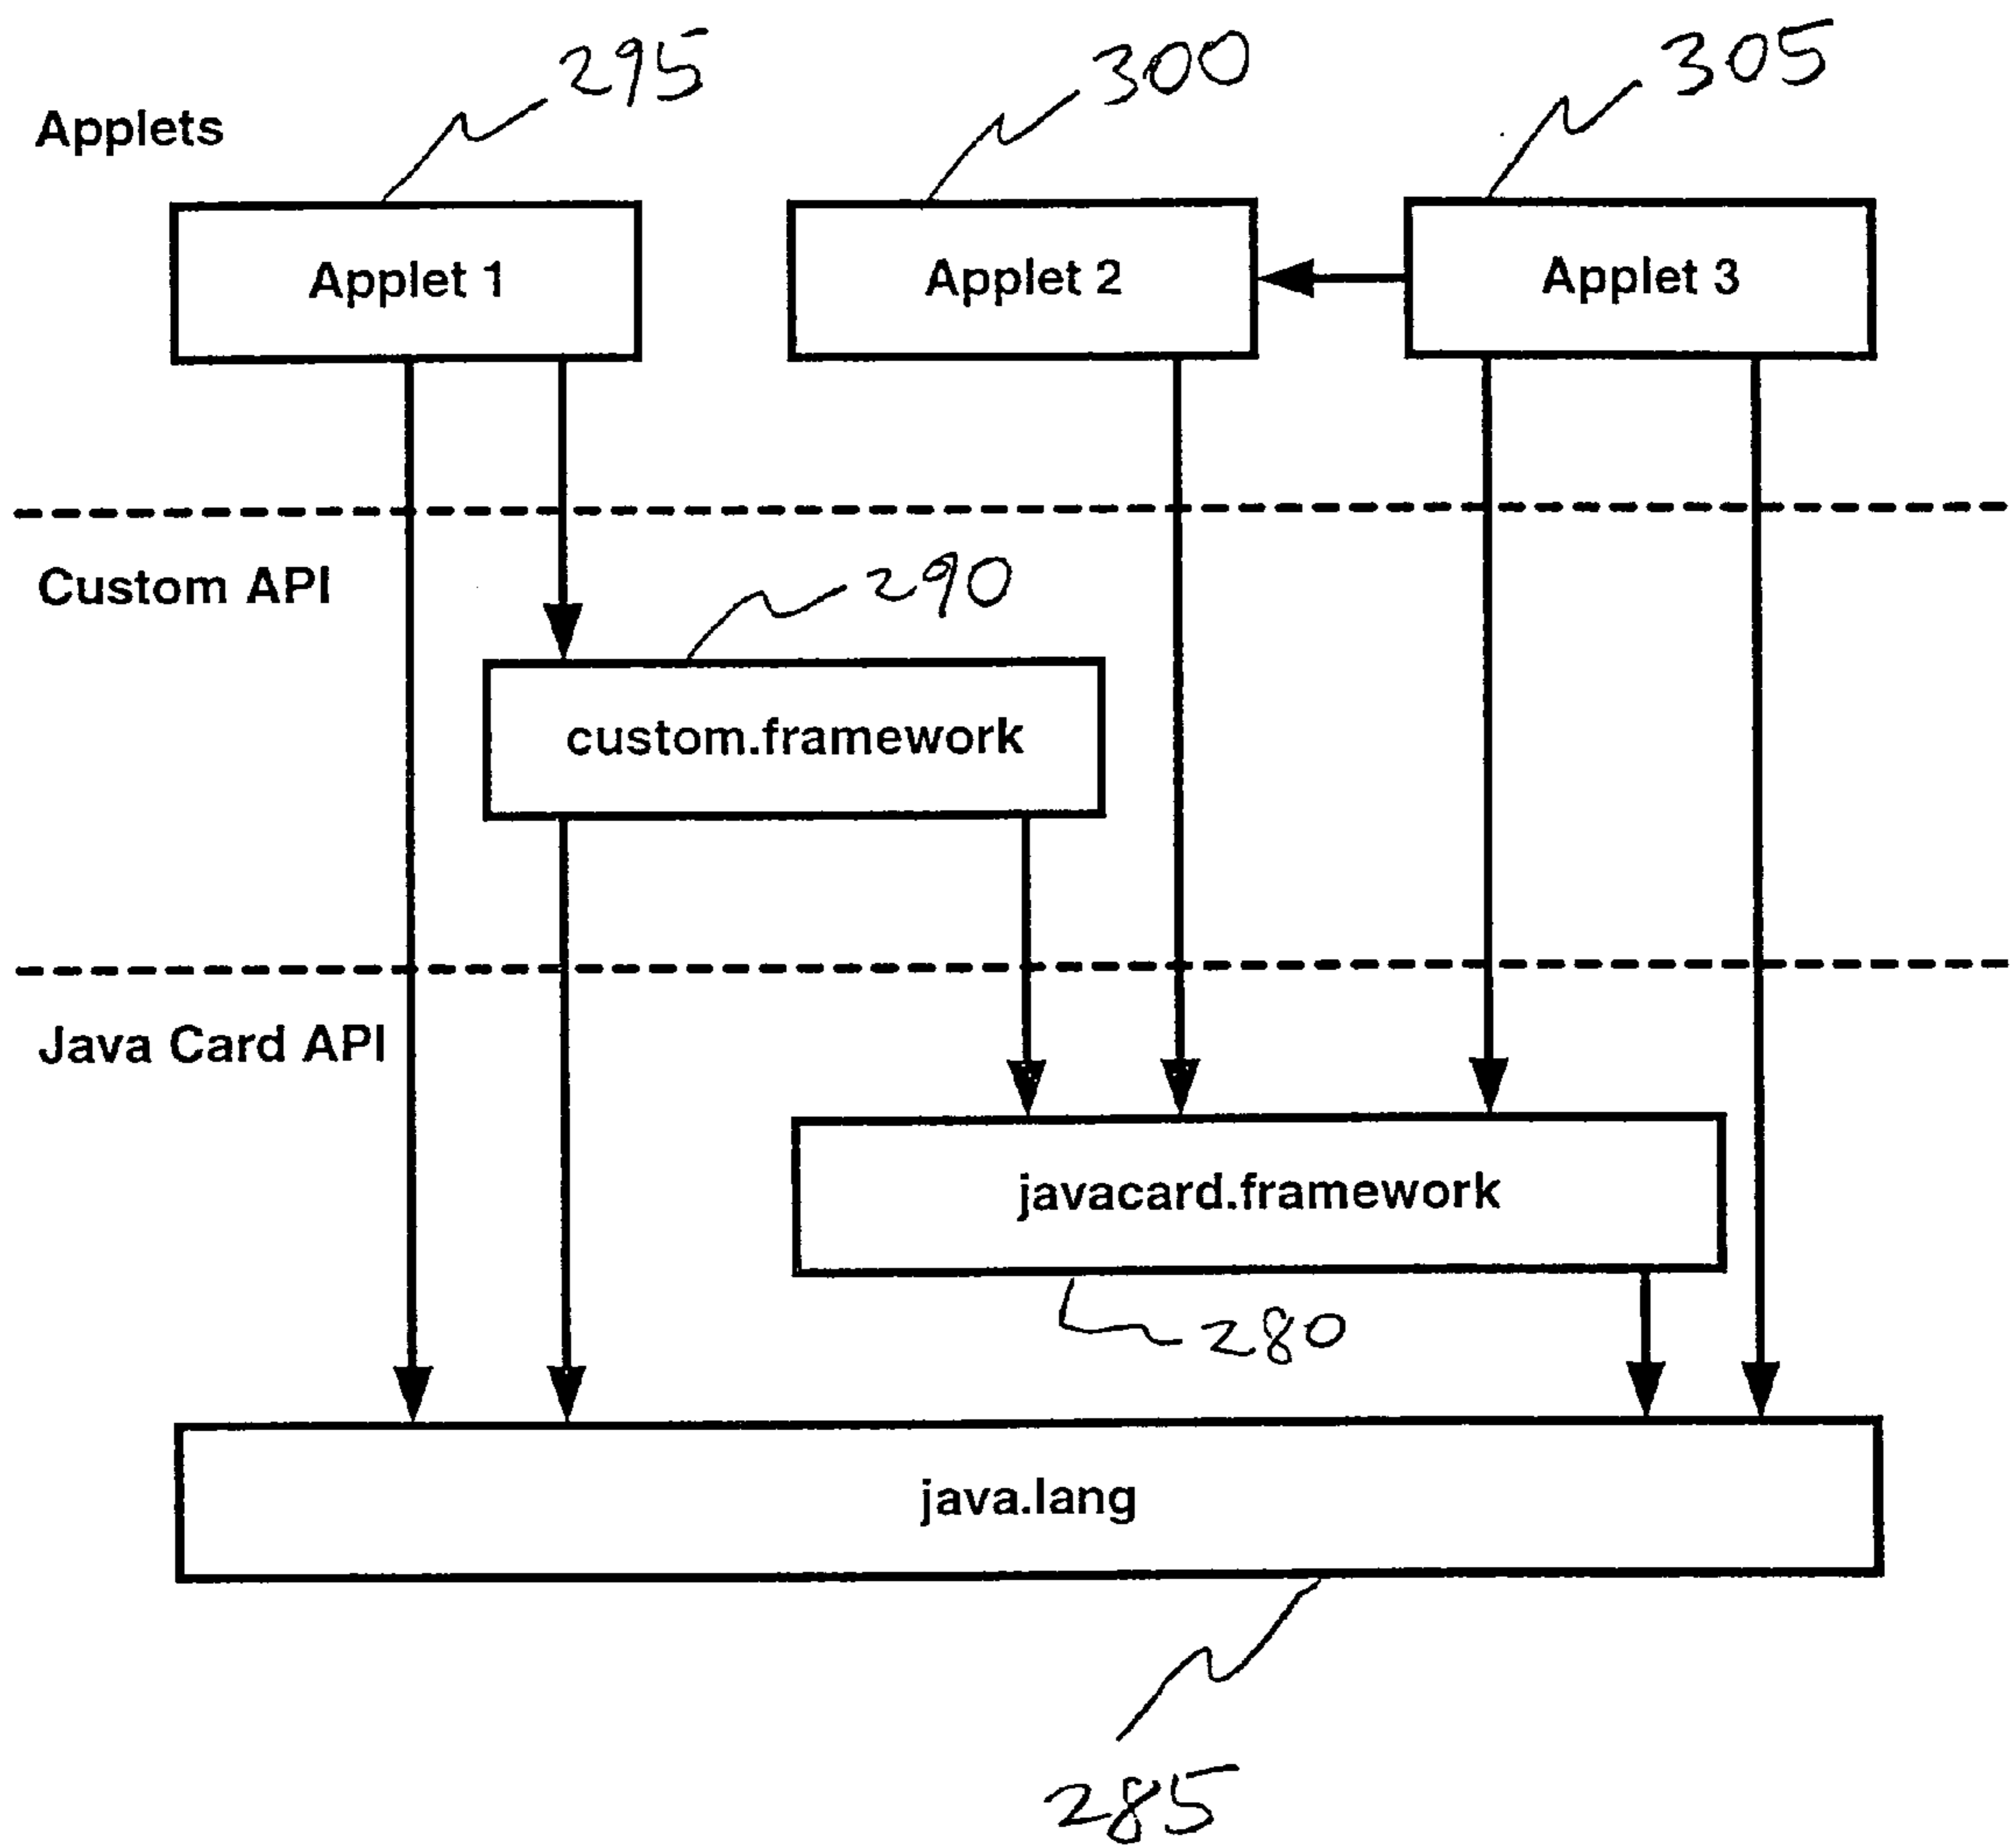 295
300
305
Applets
Applet 1
Applet 2
Applet 3
Custom API
290
custom.framework
Java Card API
javacard.framework
280
java.lang
285